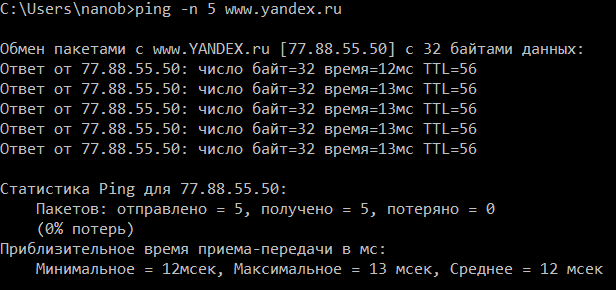 C:\Users\nanob>ping -n 5 www.yandex.ru
Обмен пакетами с www.YANDEX.ru [77.88.55.50] с 32 байтами данных:
Ответ от 77.88.55.50: число байт=32 время=12мс TTL=56
Ответ от 77.88.55.50: число байт=32 время=13мс TTL=56
Ответ от 77.88.55.50: число байт=32 время=13мс TTL=56
Ответ от 77.88.55.50: число байт=32 время=13мс TTL=56
Ответ от 77.88.55.50: число байт=32 время=13мс TTL=56
Статистика Ping для 77.88.55.50:
Пакетов: отправлено = 5, получено = 5, потеряно = 0
(0% потерь)
Приблизительное время приема-передачи в мс:
Минимальное = 12мсек, Максимальное = 13 мсек, Среднее = 12 мсек